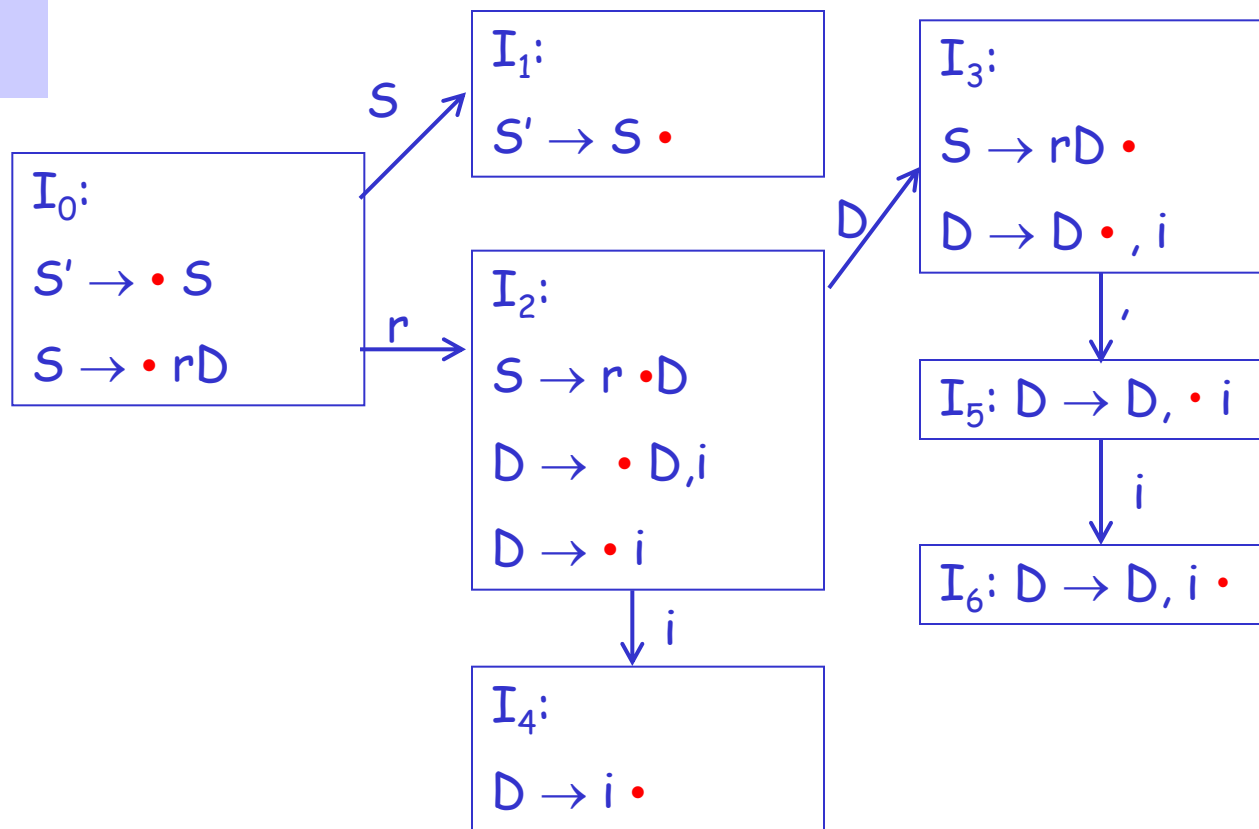 I₀:
S' → • S
S → • rD
S
r
I₁:
S' → S •
I₂:
S → r •D
D → • D,i
D → • i
i
I₄:
D → i •
D
I₃:
S → rD •
D → D •, i
,
I₅: D → D, • i
i
I₆: D → D, i •